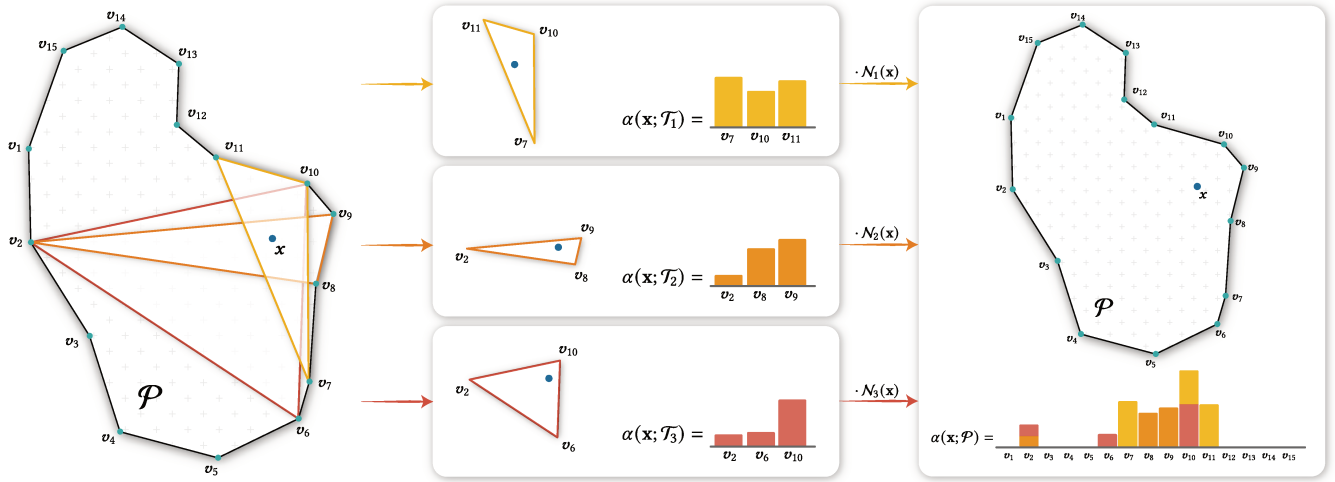 v14
v15
v13
v12
v1
v11
v10
v9
v2
x
v8
v3
v7
𝒫
v4
v6
v5
v11
v10
v7
α(x; 𝒯1) =
v7 v10 v11
v9
v2
v8
α(x; 𝒯2) =
v2 v8 v9
v10
v2
v6
α(x; 𝒯3) =
v2 v6 v10
· 𝒩1(x)
· 𝒩2(x)
· 𝒩3(x)
v14
v15
v13
v12
v1
v11
v10
v9
v2
x
v8
v3
v7
𝒫
v4
v6
v5
α(x; 𝒫) =
v1 v2 v3 v4 v5 v6 v7 v8 v9 v10 v11 v12 v13 v14 v15